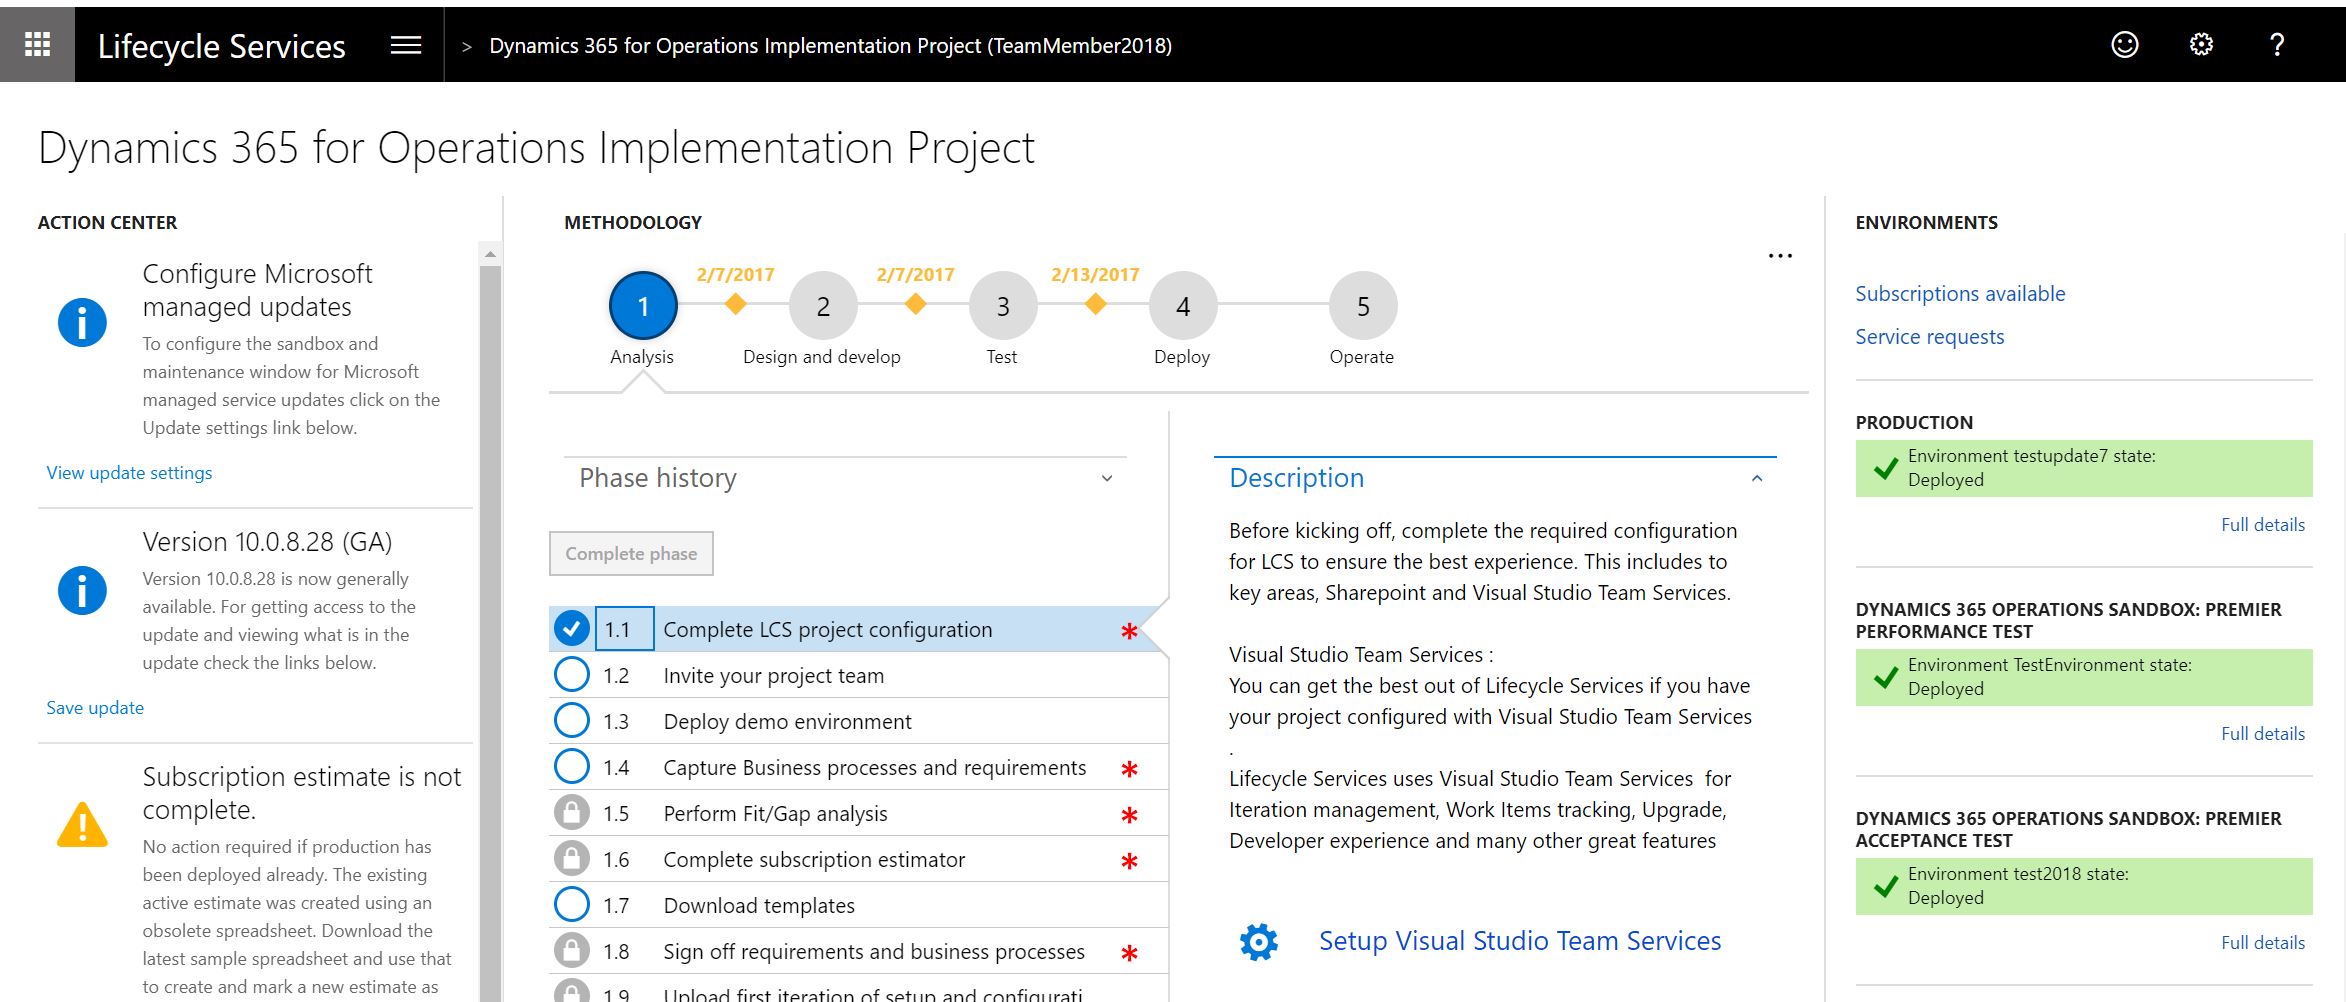 Lifecycle Services
> Dynamics 365 for Operations Implementation Project (TeamMember2018)
?
Dynamics 365 for Operations Implementation Project
ACTION CENTER
Configure Microsoft
managed updates
To configure the sandbox and
maintenance window for Microsoft
managed service updates click on the
Update settings link below.
View update settings
Version 10.0.8.28 (GA)
Version 10.0.8.28 is now generally
available. For getting access to the
update and viewing what is in the
update check the links below.
Save update
Subscription estimate is not
complete.
No action required if production has
been deployed already. The existing
active estimate was created using an
obsolete spreadsheet. Download the
latest sample spreadsheet and use that
to create and mark a new estimate as
METHODOLOGY
...
2/7/2017 2/7/2017 2/13/2017
1 2 3 4 5
Analysis Design and develop Test Deploy Operate
Phase history
Complete phase
1.1 Complete LCS project configuration *
1.2 Invite your project team
1.3 Deploy demo environment
1.4 Capture Business processes and requirements *
1.5 Perform Fit/Gap analysis *
1.6 Complete subscription estimator *
1.7 Download templates
1.8 Sign off requirements and business processes *
1.9 Upload first iteration of setup and configurati
Description
Before kicking off, complete the required configuration
for LCS to ensure the best experience. This includes to
key areas, Sharepoint and Visual Studio Team Services.
Visual Studio Team Services :
You can get the best out of Lifecycle Services if you have
your project configured with Visual Studio Team Services
.
Lifecycle Services uses Visual Studio Team Services for
Iteration management, Work Items tracking, Upgrade,
Developer experience and many other great features
Setup Visual Studio Team Services
ENVIRONMENTS
Subscriptions available
Service requests
PRODUCTION
Environment testupdate7 state:
Deployed
Full details
DYNAMICS 365 OPERATIONS SANDBOX: PREMIER
PERFORMANCE TEST
Environment TestEnvironment state:
Deployed
Full details
DYNAMICS 365 OPERATIONS SANDBOX: PREMIER
ACCEPTANCE TEST
Environment test2018 state:
Deployed
Full details